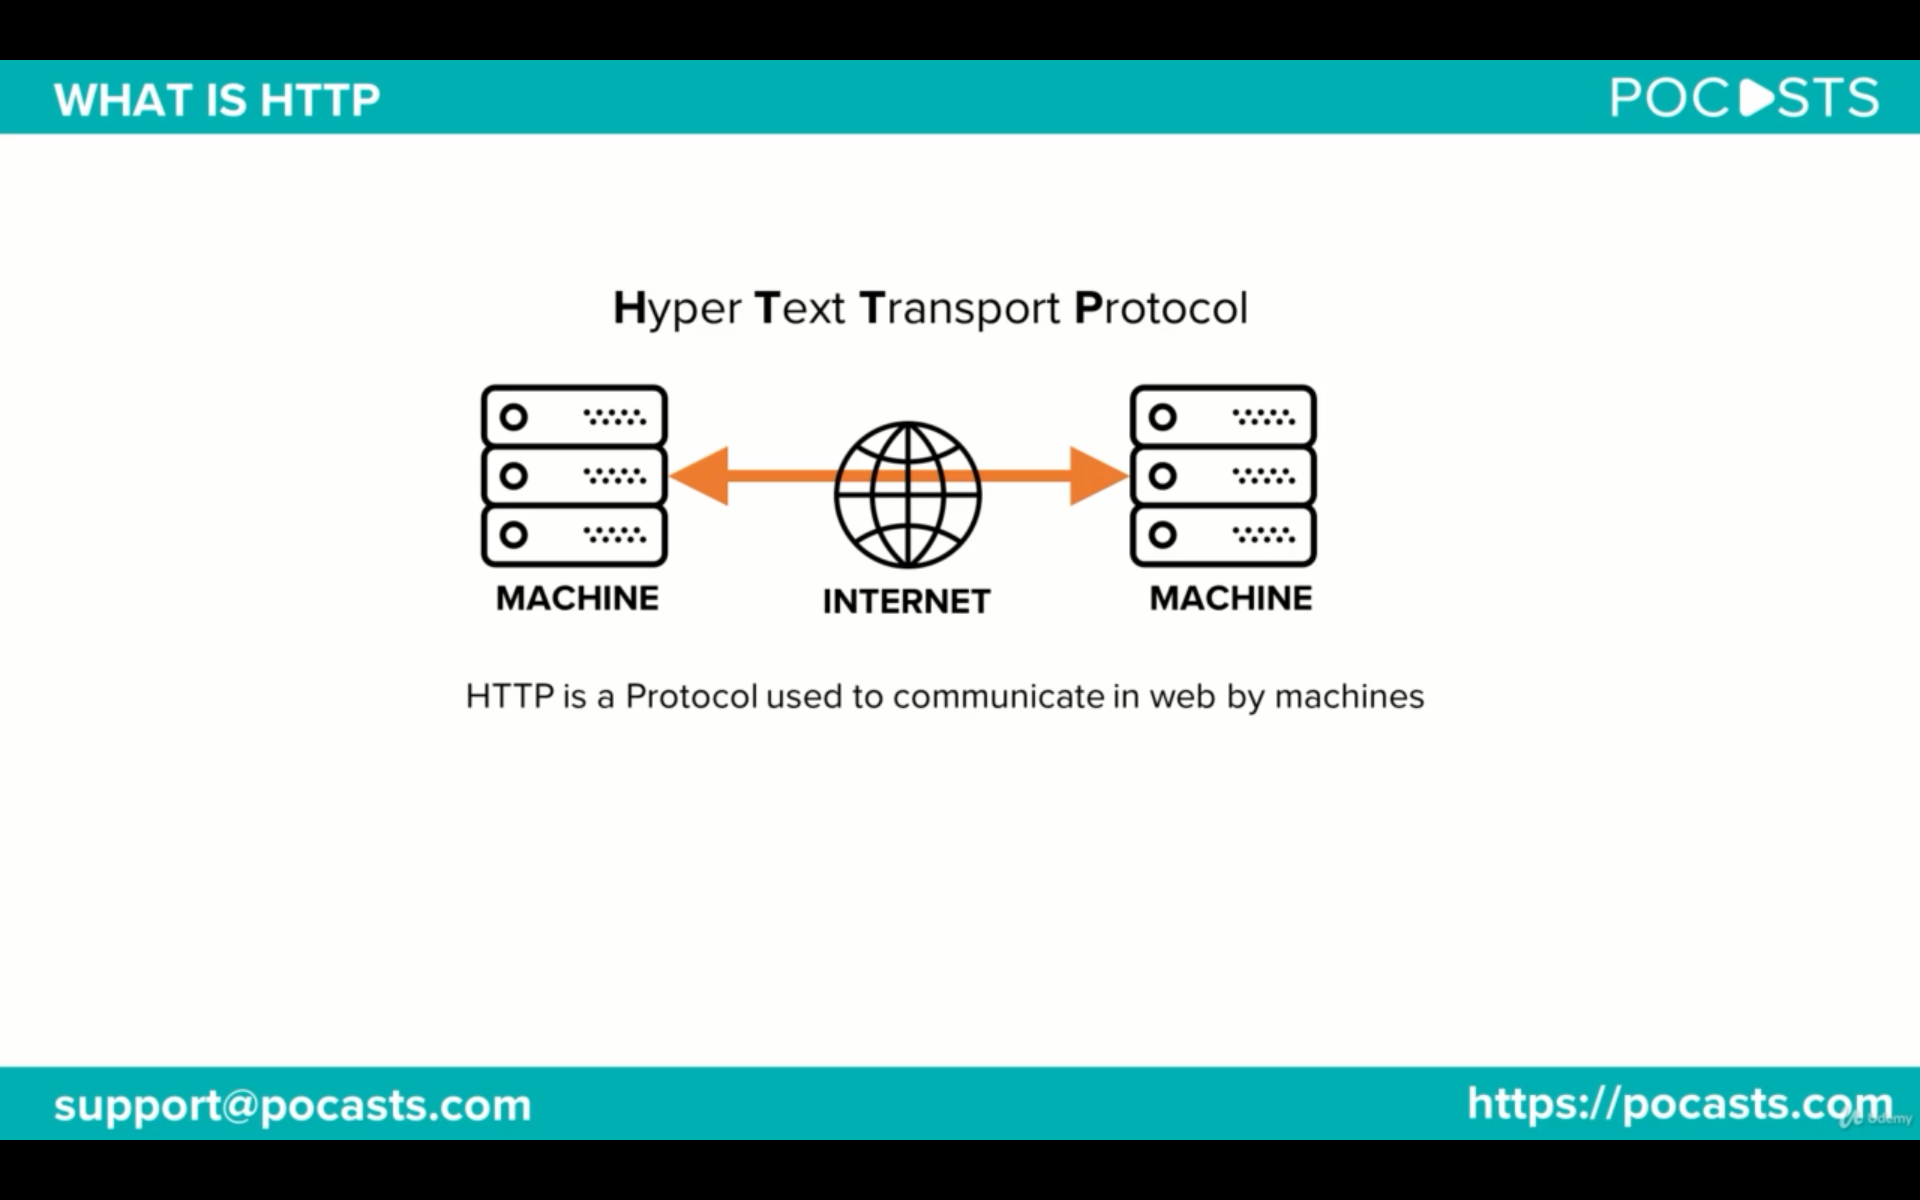 WHAT IS HTTP
POCASTS
Hyper Text Transport Protocol
MACHINE
INTERNET
MACHINE
HTTP is a Protocol used to communicate in web by machines
support@pocasts.com
https://pocasts.com
Udemy